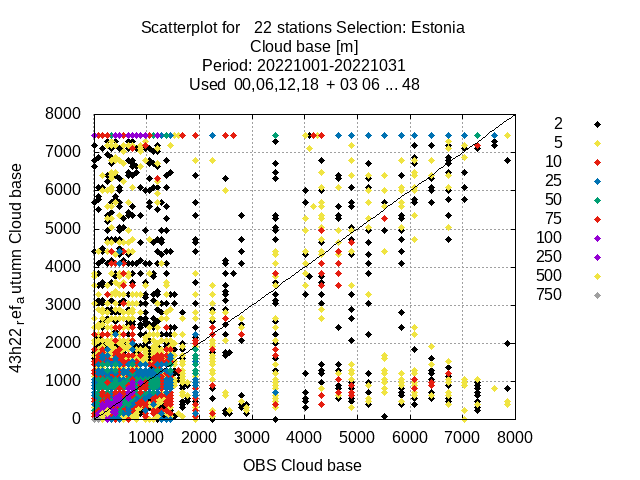 Scatterplot for 22 stations Selection: Estonia
Cloud base [m]
Period: 20221001-20221031
Used 00,06,12,18 + 03 06 ... 48
8000
7000
6000
5000
4000
3000
2000
1000
0
1000 2000 3000 4000 5000 6000 7000 8000
43h22_ref_autumn Cloud base
OBS Cloud base
2
5
10
25
50
75
100
250
500
750